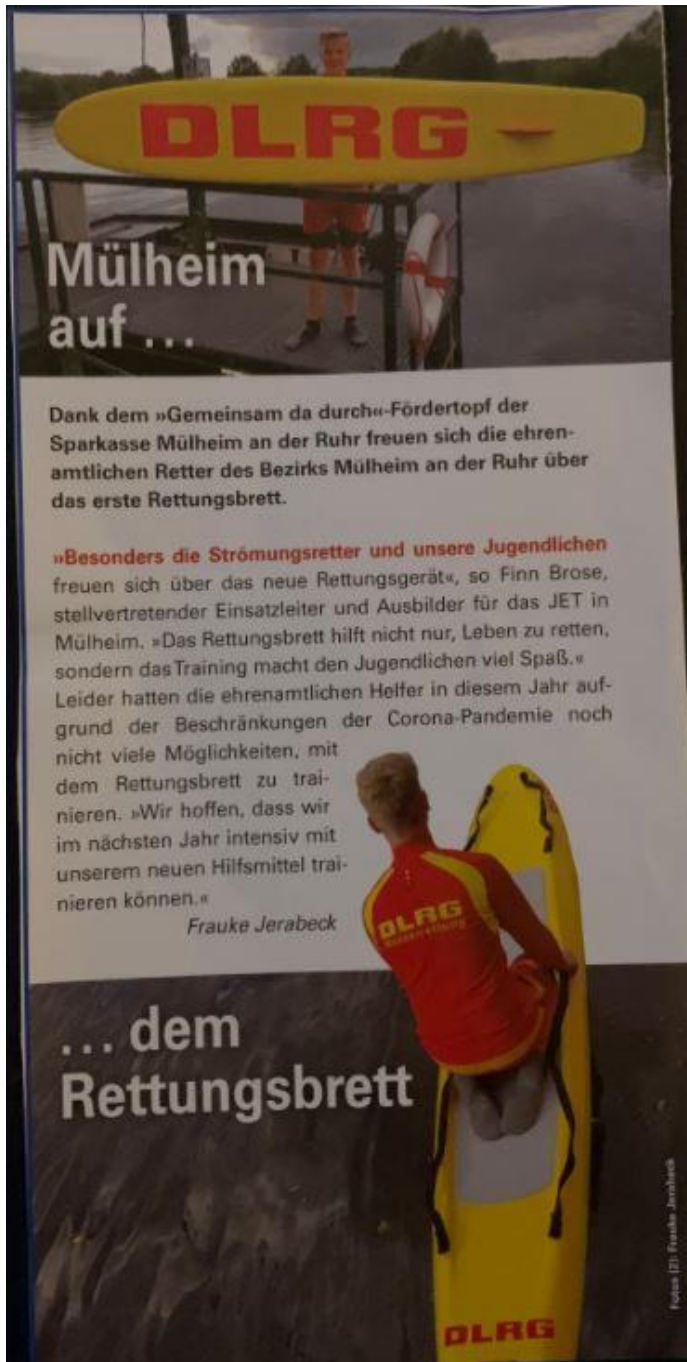 DLRG
Mülheim
auf ...
Dank dem »Gemeinsam da durch«-Fördertopf der
Sparkasse Mülheim an der Ruhr freuen sich die ehren-
amtlichen Retter des Bezirks Mülheim an der Ruhr über
das erste Rettungsbrett.
»Besonders die Strömungsretter und unsere Jugendlichen
freuen sich über das neue Rettungsgerät«, so Finn Brose,
stellvertretender Einsatzleiter und Ausbilder für das JET in
Mülheim. »Das Rettungsbrett hilft nicht nur, Leben zu retten,
sondern das Training macht den Jugendlichen viel Spaß.«
Leider hatten die ehrenamtlichen Helfer in diesem Jahr auf-
grund der Beschränkungen der Corona-Pandemie noch
nicht viele Möglichkeiten, mit
dem Rettungsbrett zu trai-
nieren. »Wir hoffen, dass wir
im nächsten Jahr intensiv mit
unserem neuen Hilfsmittel trai-
nieren können.«
Frauke Jerabeck
DLRG
Wasserrettung
... dem
Rettungsbrett
DLRG
Fotos (2): Frauke Jerabeck